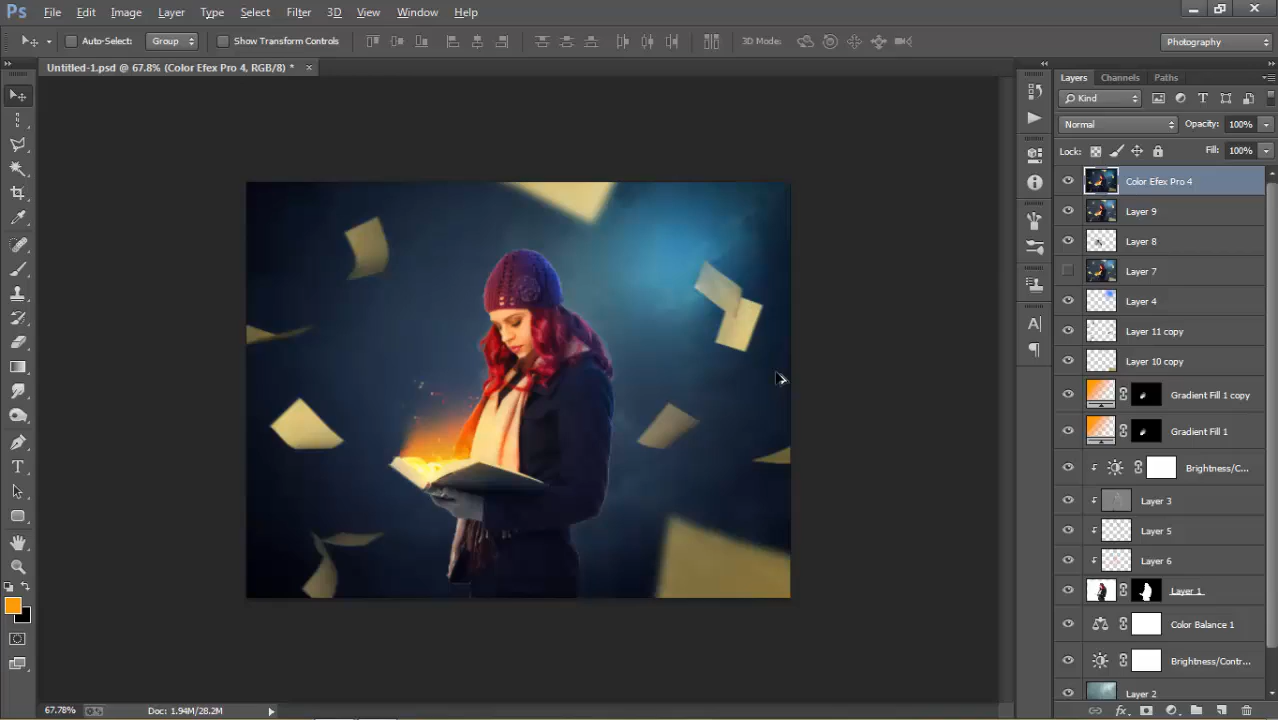 Ps File Edit Image Layer Type Select Filter 3D View Window Help
Auto-Select: Group Show Transform Controls 3D Mode: Photography
Untitled-1.psd @ 67.8% (Color Efex Pro 4, RGB/8) * ×
Layers Channels Paths
Kind
Normal Opacity: 100%
Lock: Fill: 100%
Color Efex Pro 4
Layer 9
Layer 8
Layer 7
Layer 4
Layer 11 copy
Layer 10 copy
Gradient Fill 1 copy
Gradient Fill 1
Brightness/C...
Layer 3
Layer 5
Layer 6
Layer 1
Color Balance 1
Brightness/Contr...
Layer 2
67.78% Doc: 1.94M/28.2M